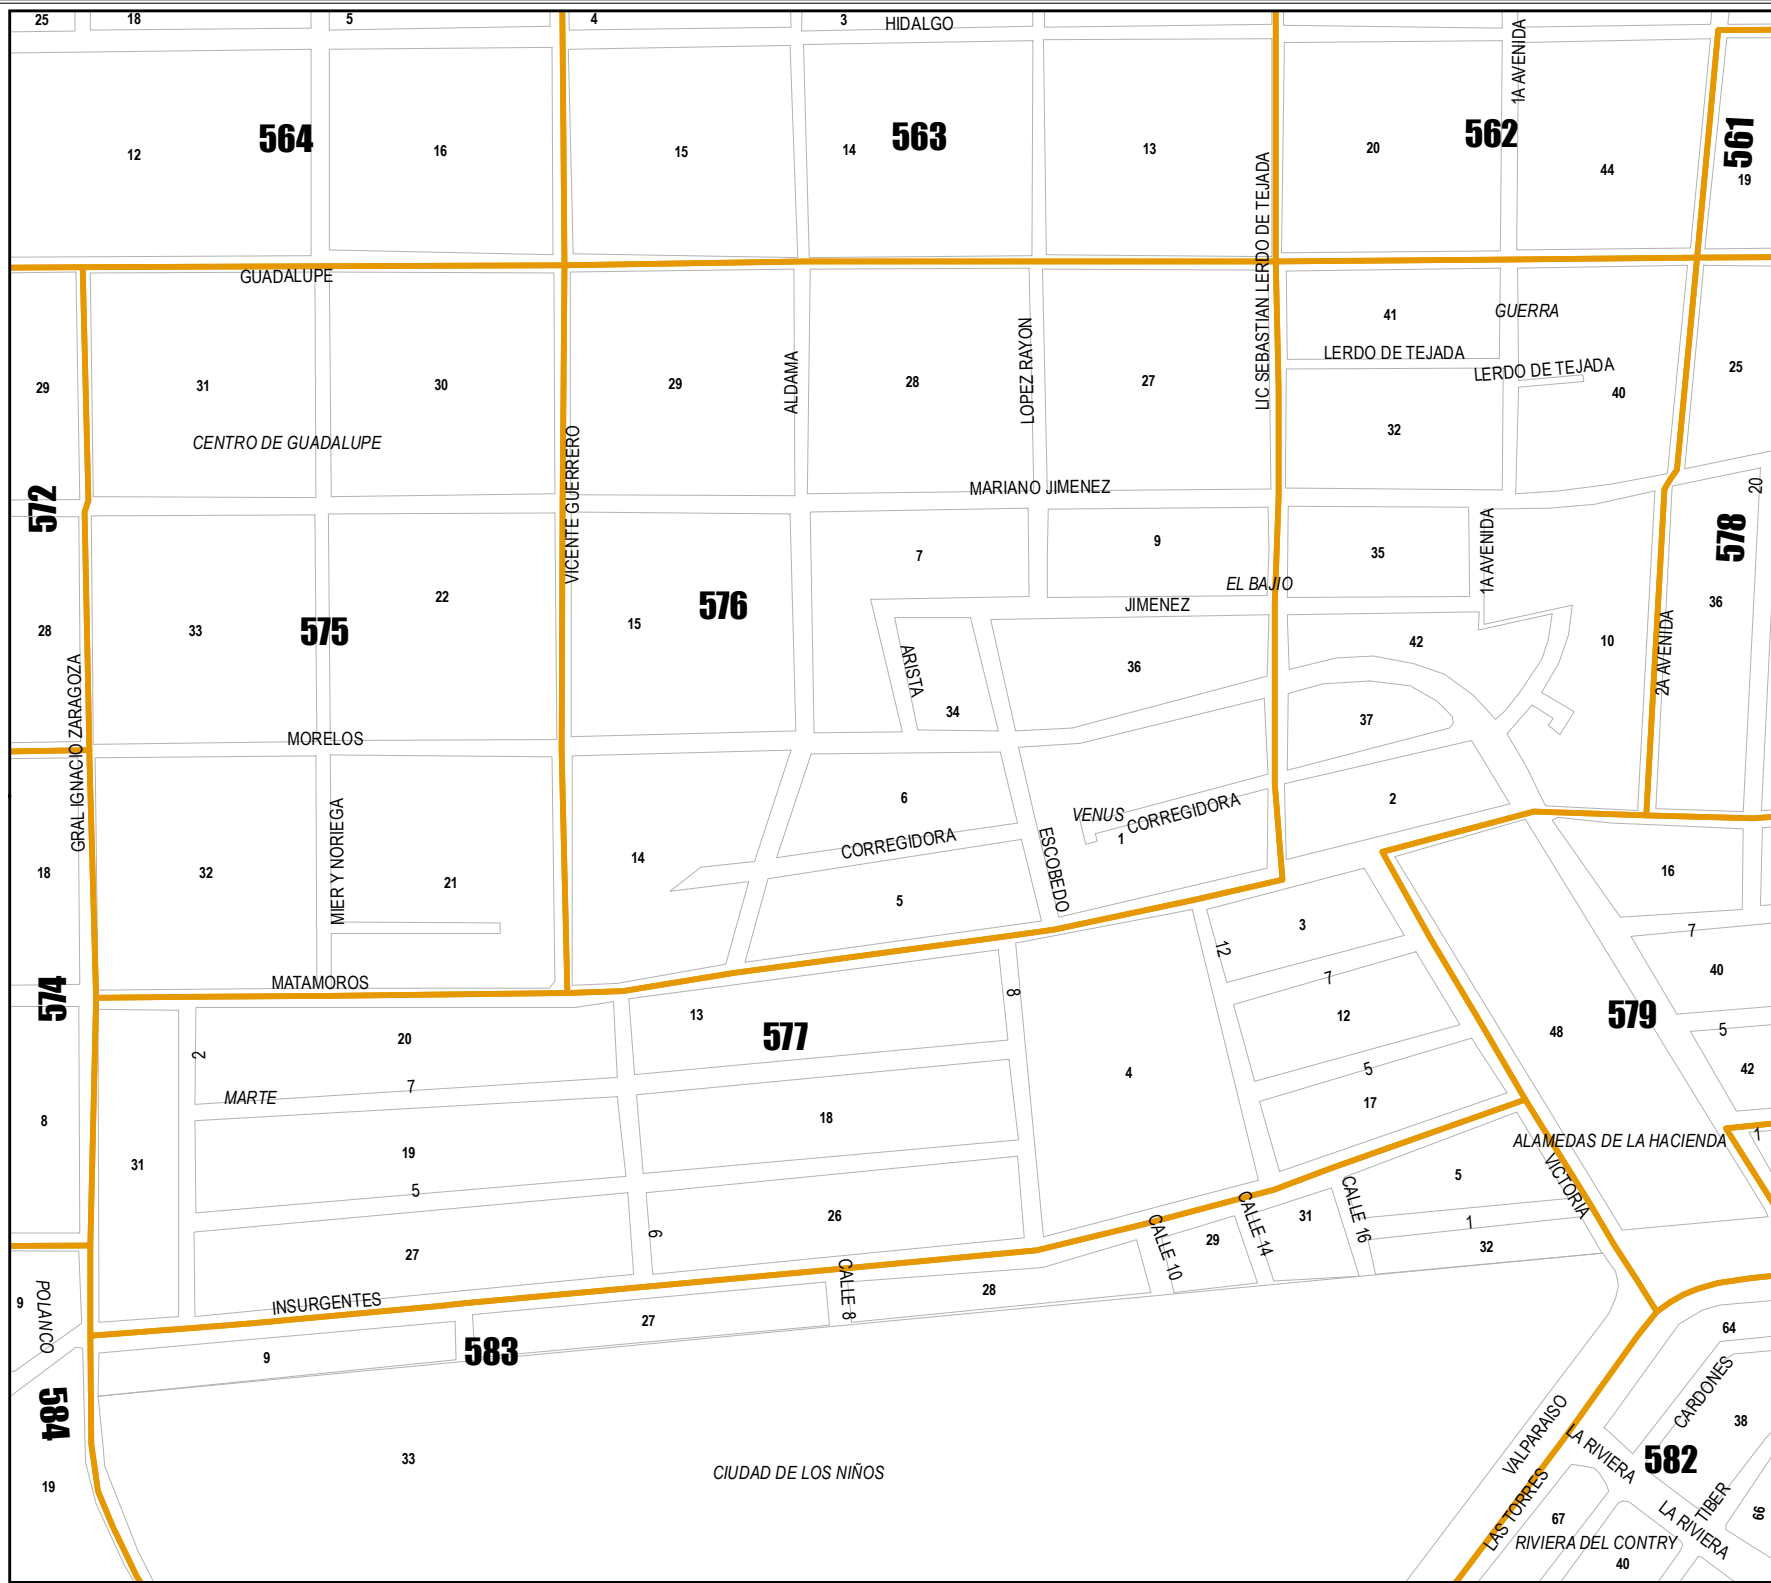 25
18
5
4
3
HIDALGO
1A AVENIDA
564
563
562
561
12
16
15
14
13
20
44
19
LIC SEBASTIAN LERDO DE TEJADA
GUADALUPE
41
GUERRA
LERDO DE TEJADA
LERDO DE TEJADA
29
31
30
29
ALDAMA
28
LOPEZ RAYON
27
40
25
32
CENTRO DE GUADALUPE
VICENTE GUERRERO
572
MARIANO JIMENEZ
20
578
7
9
35
1A AVENIDA
EL BAJIO
JIMENEZ
22
576
15
28
33
575
36
2A AVENIDA
42
10
ARISTA
36
34
37
GRAL IGNACIO ZARAGOZA
MORELOS
MIER Y NORIEGA
6
VENUS
CORREGIDORA
1
2
CORREGIDORA
ESCOBEDO
14
18
32
21
5
16
3
12
7
7
40
574
MATAMOROS
8
13
577
12
579
48
5
42
20
2
7
MARTE
4
5
17
18
8
19
31
5
ALAMEDAS DE LA HACIENDA
1
VICTORIA
5
26
6
27
CALLE 10
29
CALLE 14
31
CALLE 16
1
32
POLANCO
9
INSURGENTES
CALLE 8
28
27
583
9
64
584
CARDONES
38
VALPARAISO
LA RIVIERA
582
33
CIUDAD DE LOS NIÑOS
19
LAS TORRES
TIBER
66
67
LA RIVIERA
RIVIERA DEL CONTRY
40